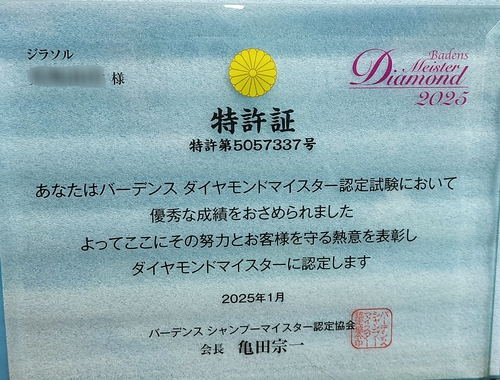 ジラソル
様
Badens
Meister
Diamond
2025
特許証
特許第5057337号
あなたはバーデンス ダイヤモンドマイスター認定試験において
優秀な成績をおさめられました
よってここにその努力とお客様を守る熱意を表彰し
ダイヤモンドマイスターに認定します
2025年1月
バーデンス シャンプーマイスター認定協会
会長 亀田宗一